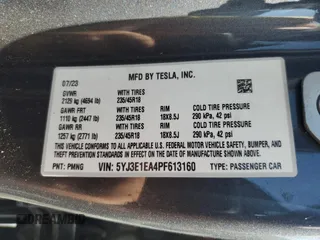 MFD BY TESLA, INC.
07/23
GVWR WITH TIRES
2129 kg (4694 lb) 235/45R18
GAWR FRT WITH TIRES RIM COLD TIRE PRESSURE
1110 kg (2447 lb) 235/45R18 18X8.5J 290 kPa, 42 psi
GAWR RR WITH TIRES RIM COLD TIRE PRESSURE
1257 kg (2771 lb) 235/45R18 18X8.5J 290 kPa, 42 psi
THIS VEHICLE CONFORMS TO ALL APPLICABLE U.S. FEDERAL
MOTOR VEHICLE SAFETY, BUMPER, AND THEFT PREVENTION
STANDARDS IN EFFECT ON THE DATE OF MANUFACTURE
SHOWN ABOVE.
PNT: PMNG VIN: 5YJ3E1EA4PF613160 TYPE: PASSENGER CAR